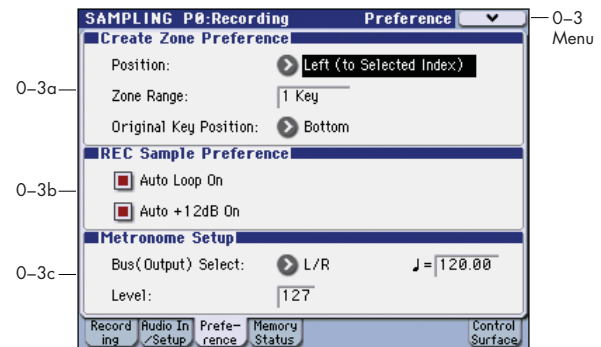 SAMPLING P0:Recording Preference
0–3
Menu
Create Zone Preference
Position: Left (to Selected Index)
0–3a
Zone Range: 1 Key
Original Key Position: Bottom
REC Sample Preference
Auto Loop On
0–3b
Auto +12dB On
Metronome Setup
0–3c
Bus(Output) Select: L/R ♩= 120.00
Level: 127
Record Audio In Prefe- Memory Control
ing /Setup rence Status Surface